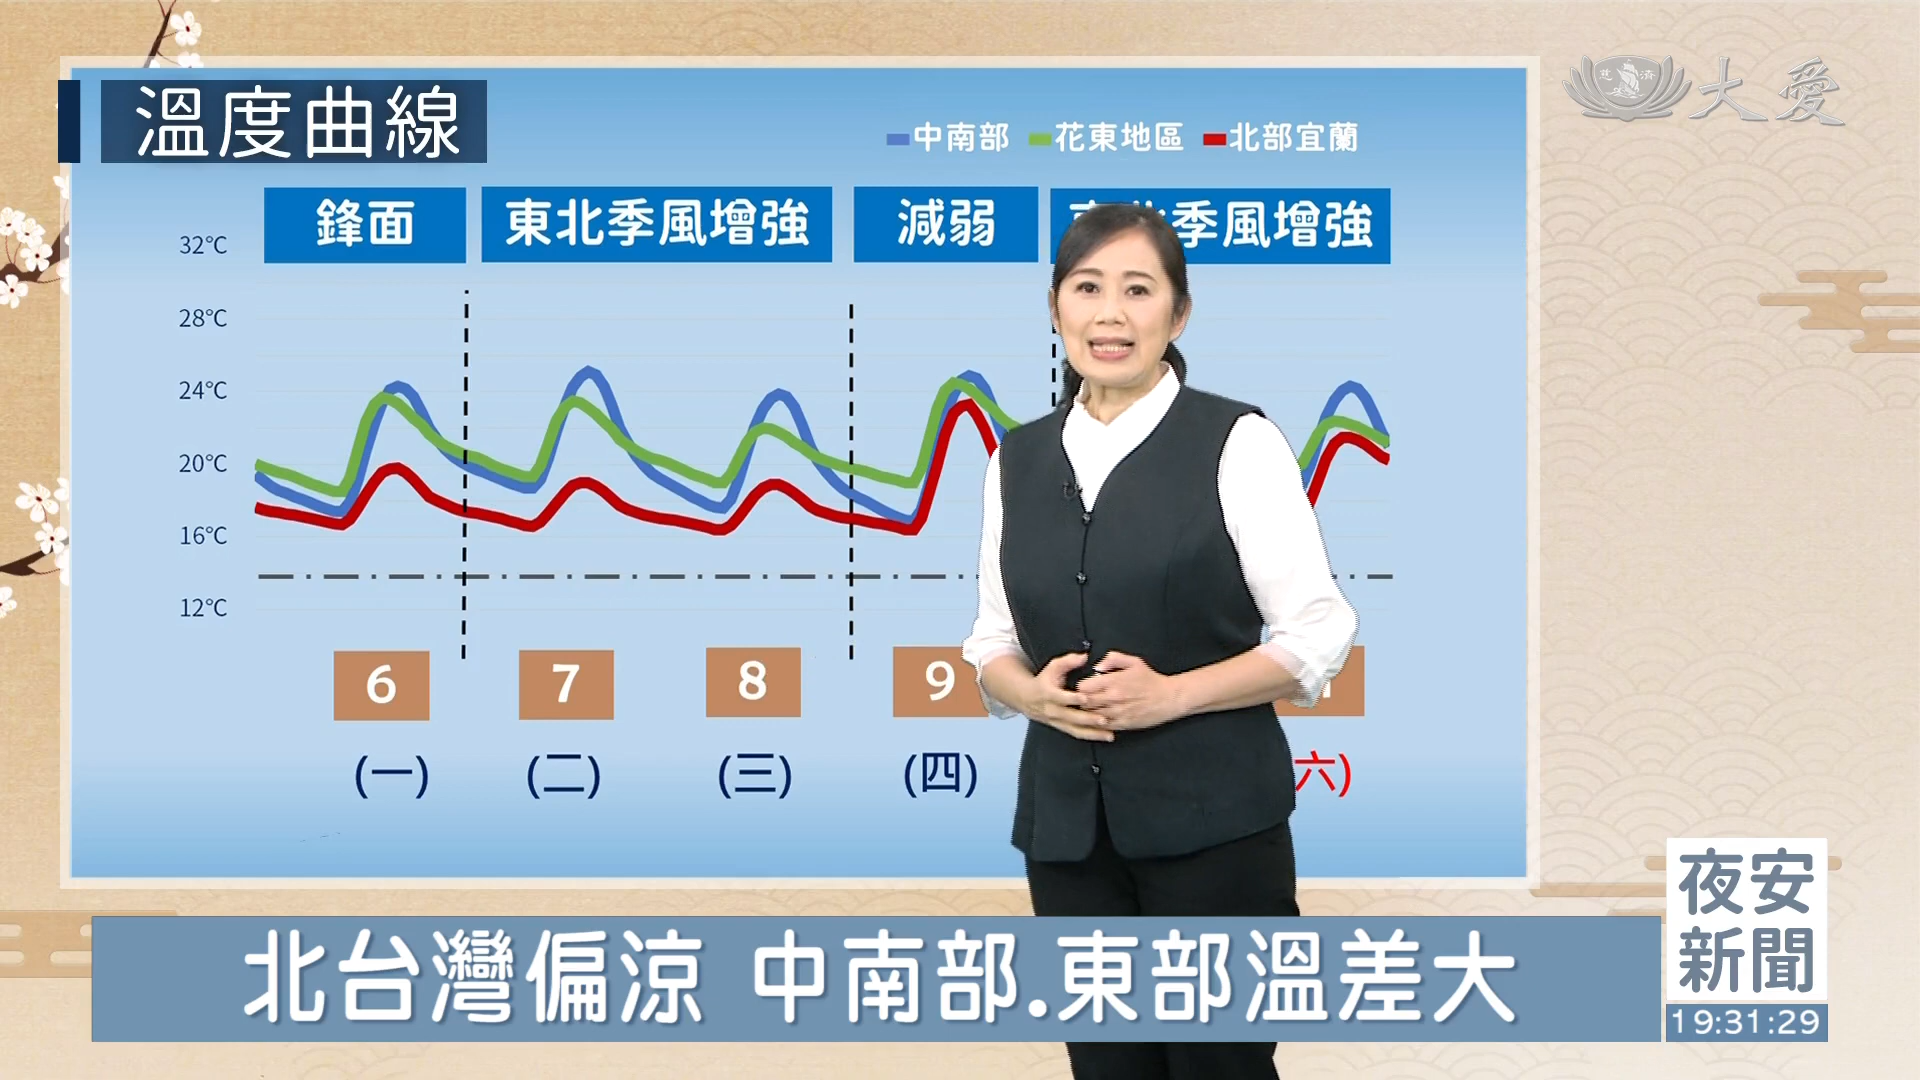 溫度曲線
慈濟
大愛
中南部 花東地區 北部宜蘭
鋒面 東北季風增強 減弱 季風增強
32℃
28℃
24℃
20℃
16℃
12℃
6 7 8 9
(一) (二) (三) (四) 六)
北台灣偏涼 中南部.東部溫差大
夜安
新聞
19:31:29